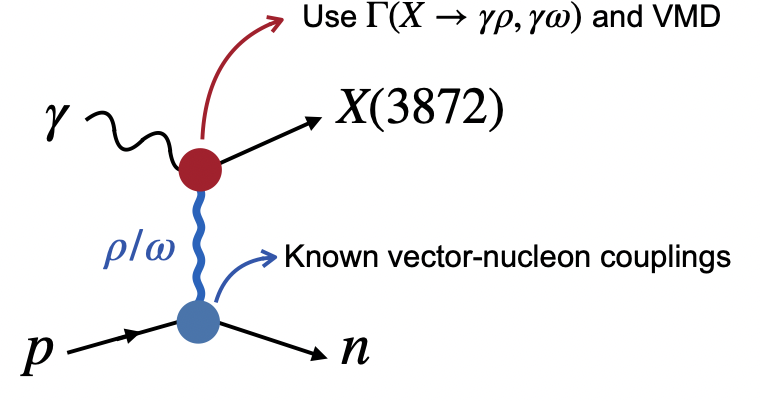 Use Γ(X → γρ, γω) and VMD
γ
X(3872)
ρ/ω
Known vector-nucleon couplings
p
n